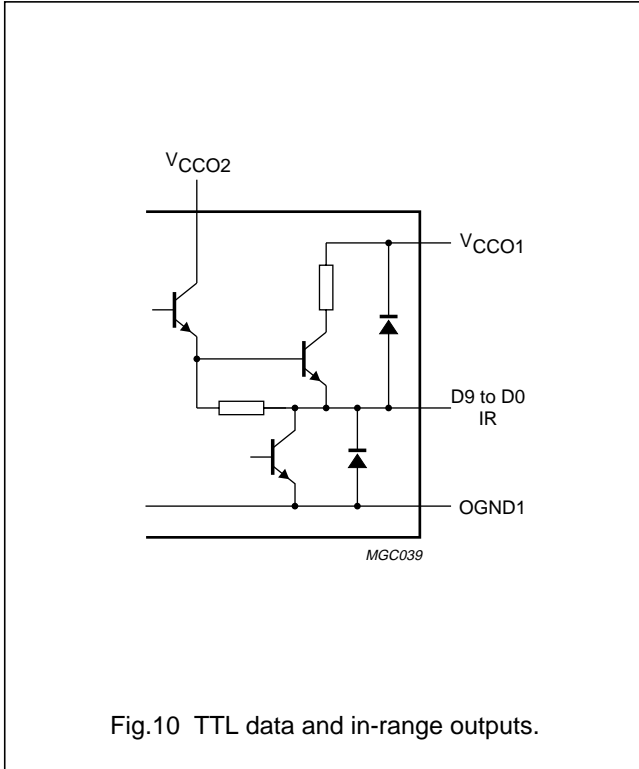 VCCO2
VCCO1
D9 to D0
IR
OGND1
MGC039
Fig.10 TTL data and in-range outputs.